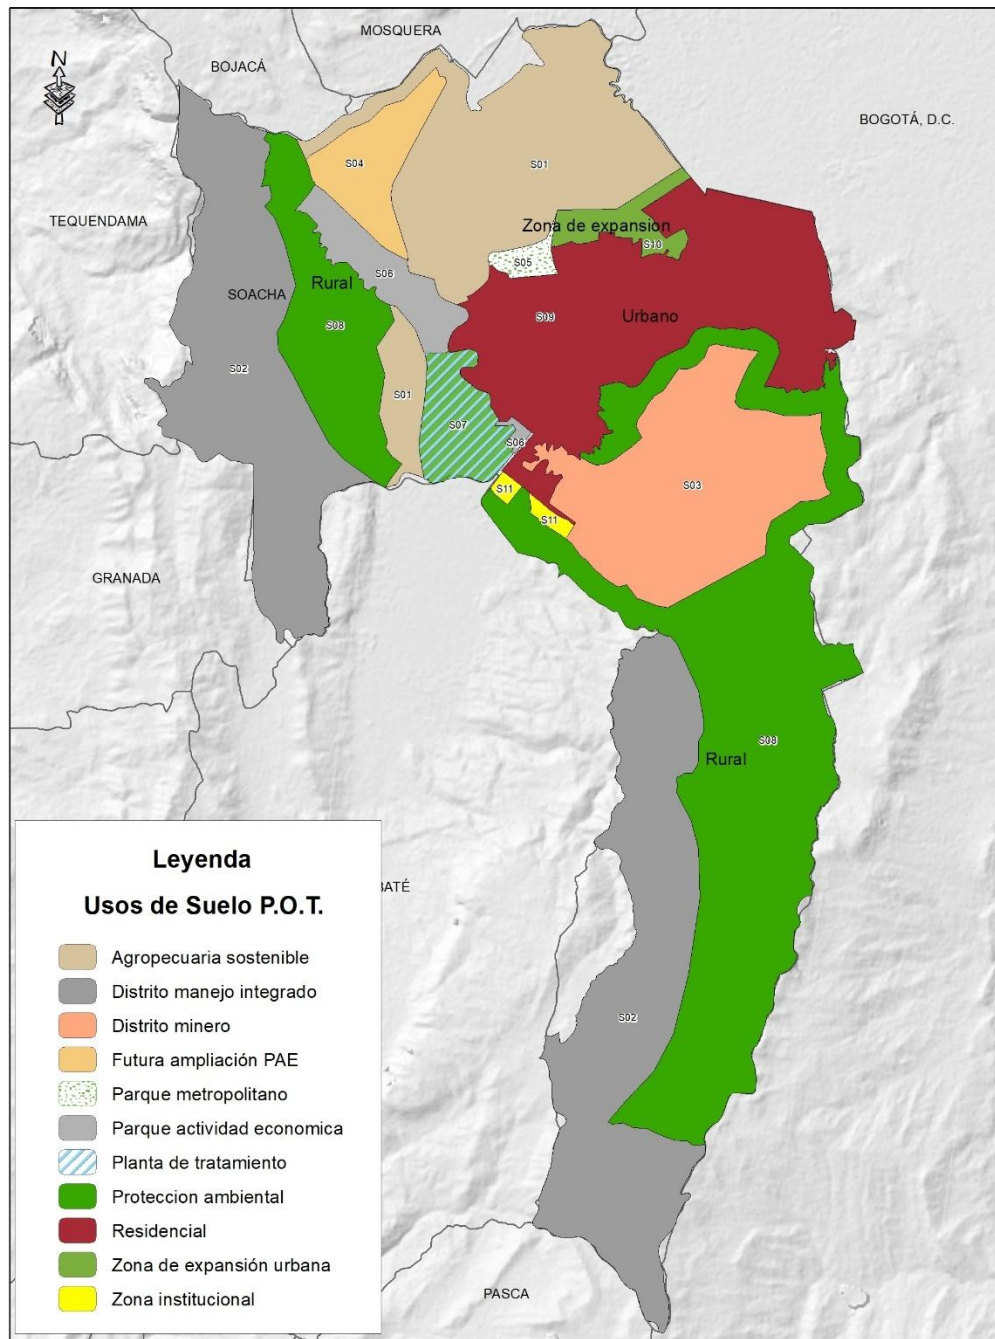 MOSQUERA
N
BOJACÁ
BOGOTÁ, D.C.
S04
S01
TEQUENDAMA
Zona de expansión
S10
S05
S06
Rural
SOACHA
S09
Urbano
S08
S02
S01
S07
S06
S03
S11
S11
GRANADA
S08
Rural
Leyenda
BATÉ
Usos de Suelo P.O.T.
Agropecuaria sostenible
Distrito manejo integrado
Distrito minero
S02
Futura ampliación PAE
Parque metropolitano
Parque actividad economica
Planta de tratamiento
Proteccion ambiental
Residencial
Zona de expansión urbana
Zona institucional
PASCA